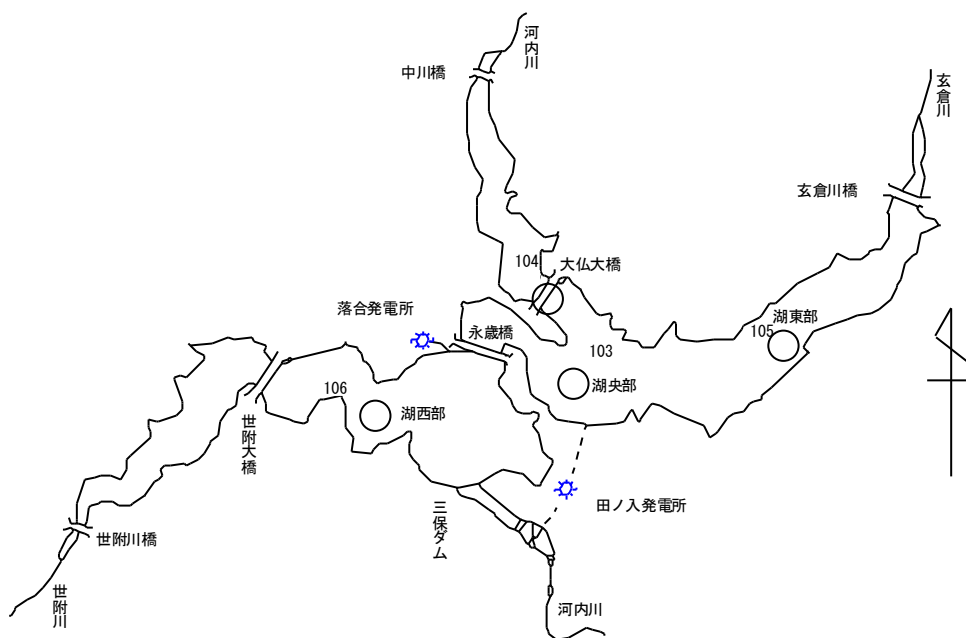 河内川
中川橋
玄倉川
玄倉川橋
104
大仏大橋
落合発電所
永歳橋
103
湖東部
105
湖央部
106
湖西部
世附大橋
三保ダム
田ノ入発電所
世附川橋
世附川
河内川